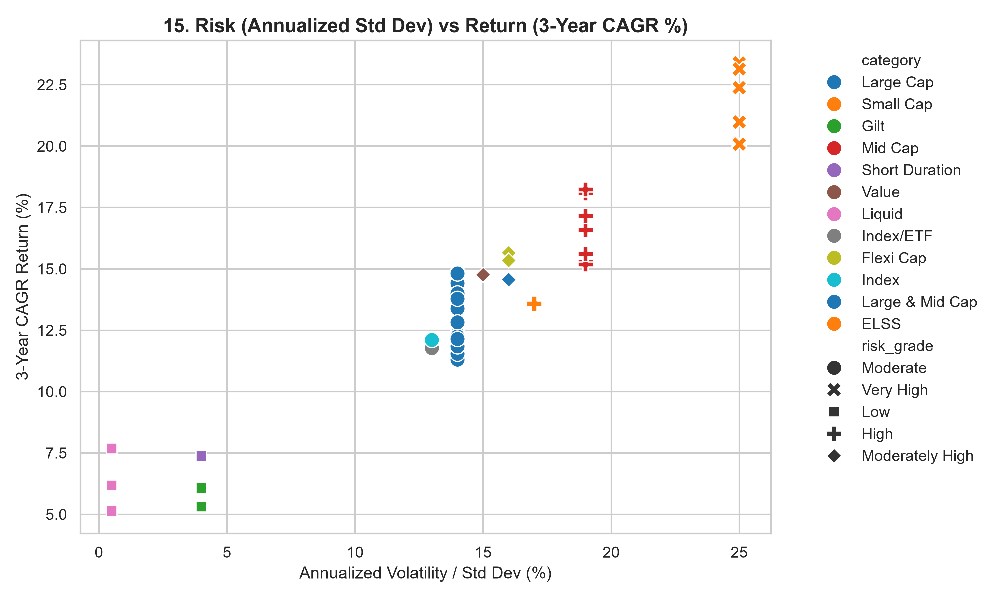 15. Risk (Annualized Std Dev) vs Return (3-Year CAGR %)
3-Year CAGR Return (%)
22.5
20.0
17.5
15.0
12.5
10.0
7.5
5.0
0
5
10
15
20
25
Annualized Volatility / Std Dev (%)
category
Large Cap
Small Cap
Gilt
Mid Cap
Short Duration
Value
Liquid
Index/ETF
Flexi Cap
Index
Large & Mid Cap
ELSS
risk_grade
Moderate
Very High
Low
High
Moderately High